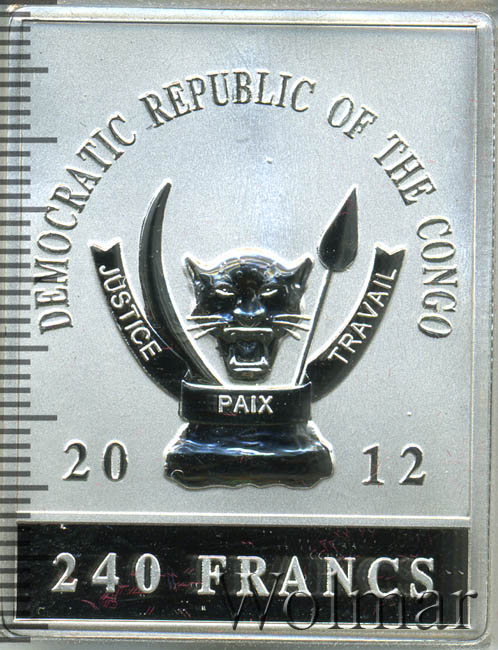 DEMOCRATIC REPUBLIC OF THE CONGO
JUSTICE
TRAVAIL
PAIX
20 12
240 FRANCS
Wolmar